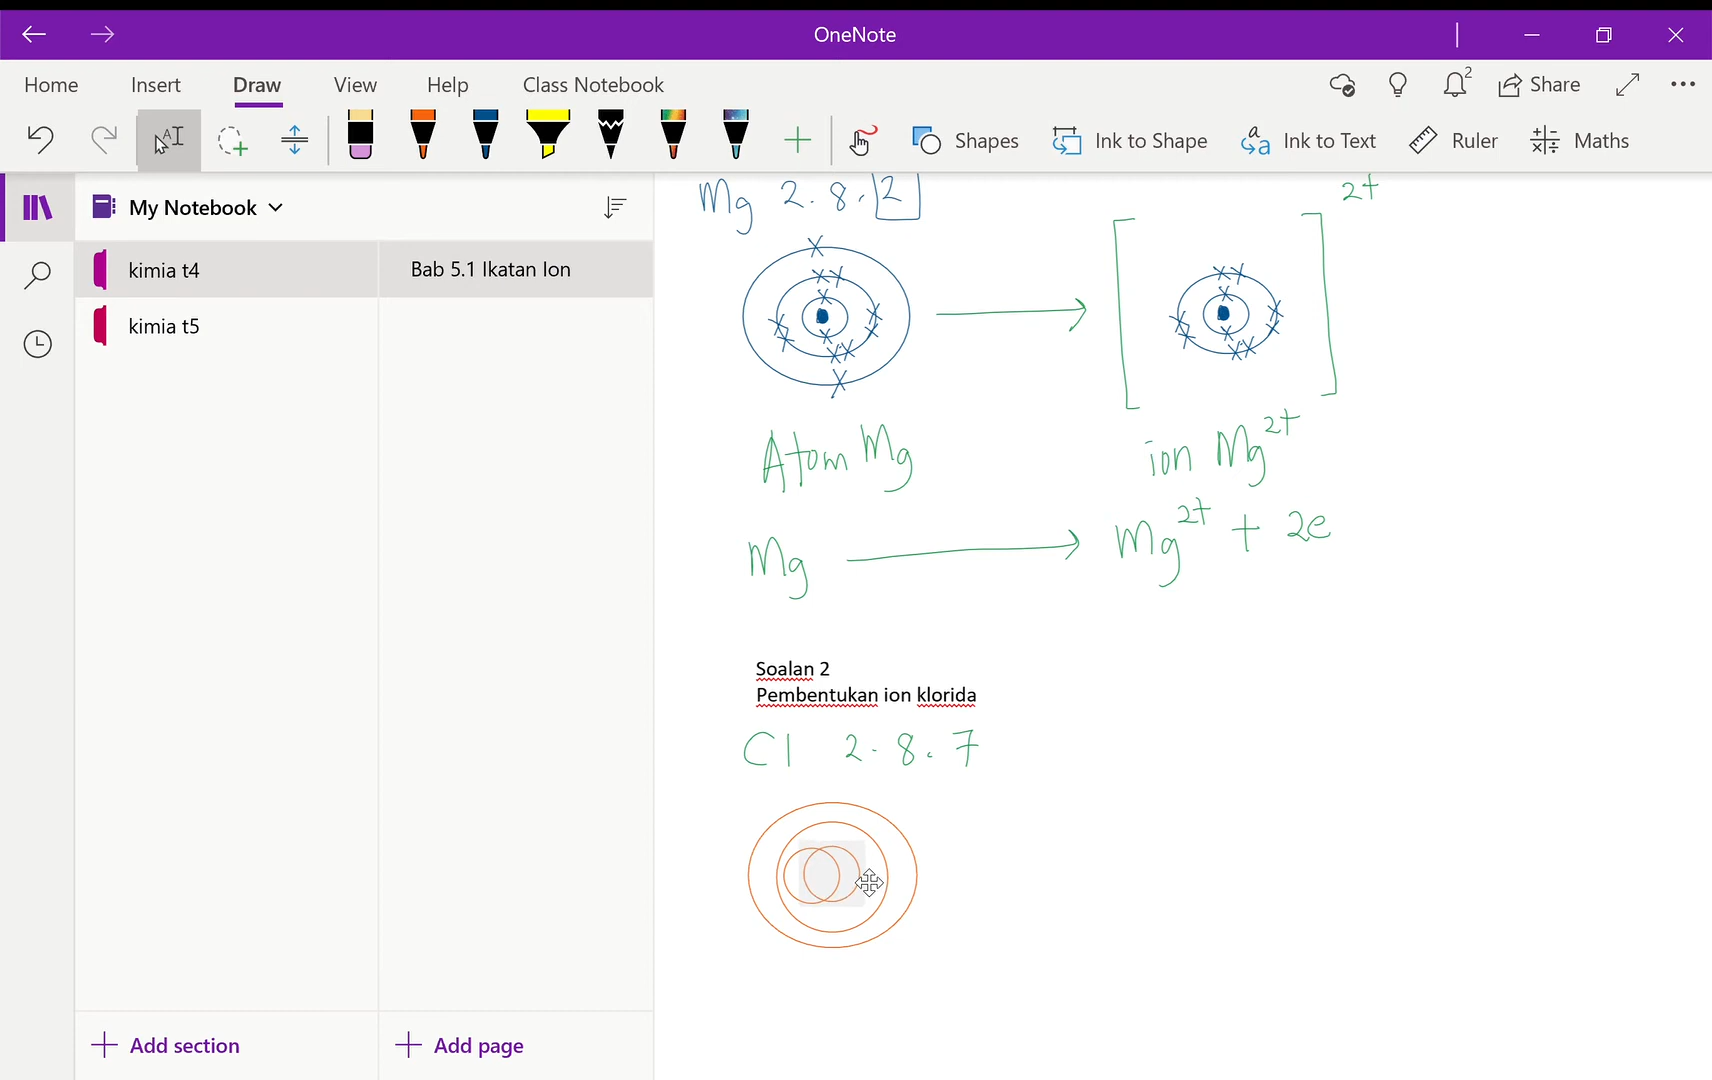 OneNote
Home Insert Draw View Help Class Notebook 2 Share
Shapes Ink to Shape Ink to Text Ruler Maths
My Notebook
kimia t4
kimia t5
Bab 5.1 Ikatan Ion
Add section
Add page
Mg 2.8.2
2+
Atom Mg
ion Mg2+
Mg → Mg2+ + 2e
Soalan 2
Pembentukan ion klorida
Cl 2.8.7